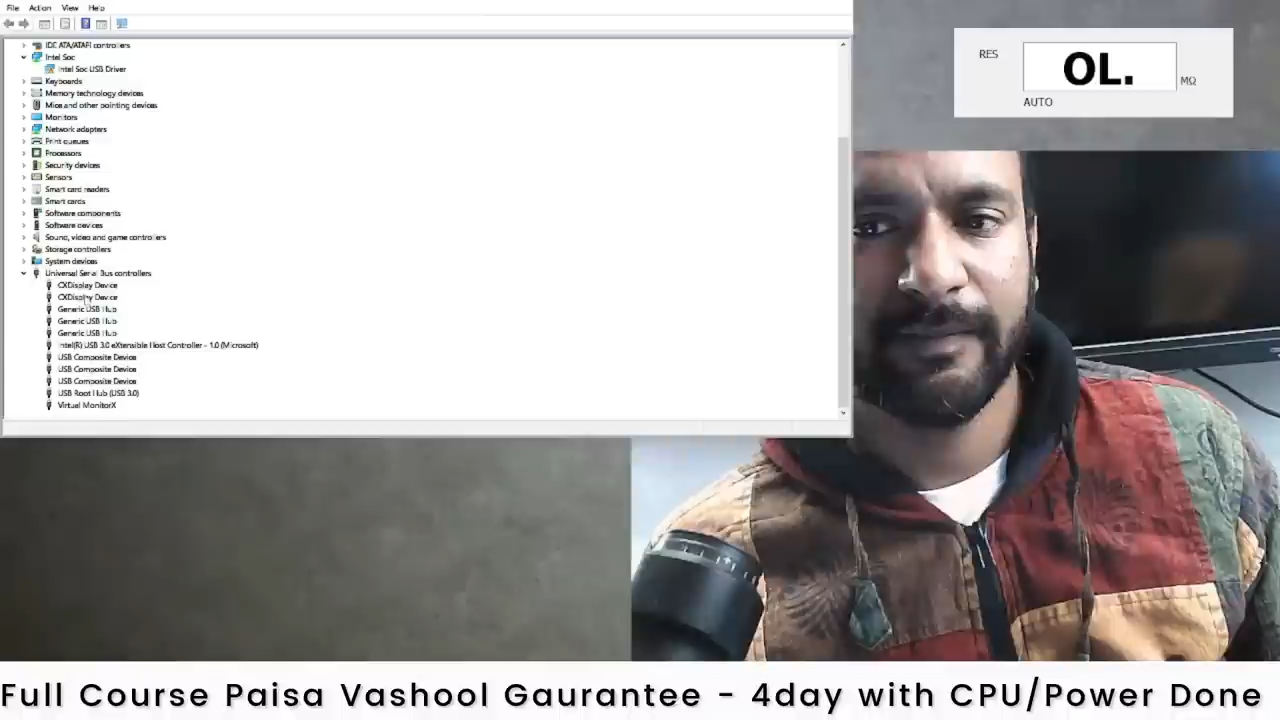 File Action View Help
IDE ATA/ATAPI controllers
Intel Soc
Intel Soc USB Driver
Keyboards
Memory technology devices
Mice and other pointing devices
Monitors
Network adapters
Print queues
Processors
Security devices
Sensors
Smart card readers
Smart cards
Software components
Software devices
Sound, video and game controllers
Storage controllers
System devices
Universal Serial Bus controllers
CXDisplay Device
CXDisplay Device
Generic USB Hub
Generic USB Hub
Generic USB Hub
Intel(R) USB 3.0 eXtensible Host Controller - 1.0 (Microsoft)
USB Composite Device
USB Composite Device
USB Composite Device
USB Root Hub (USB 3.0)
Virtual MonitorX
RES
OL.
MΩ
AUTO
Full Course Paisa Vashool Gaurantee - 4day with CPU/Power Done